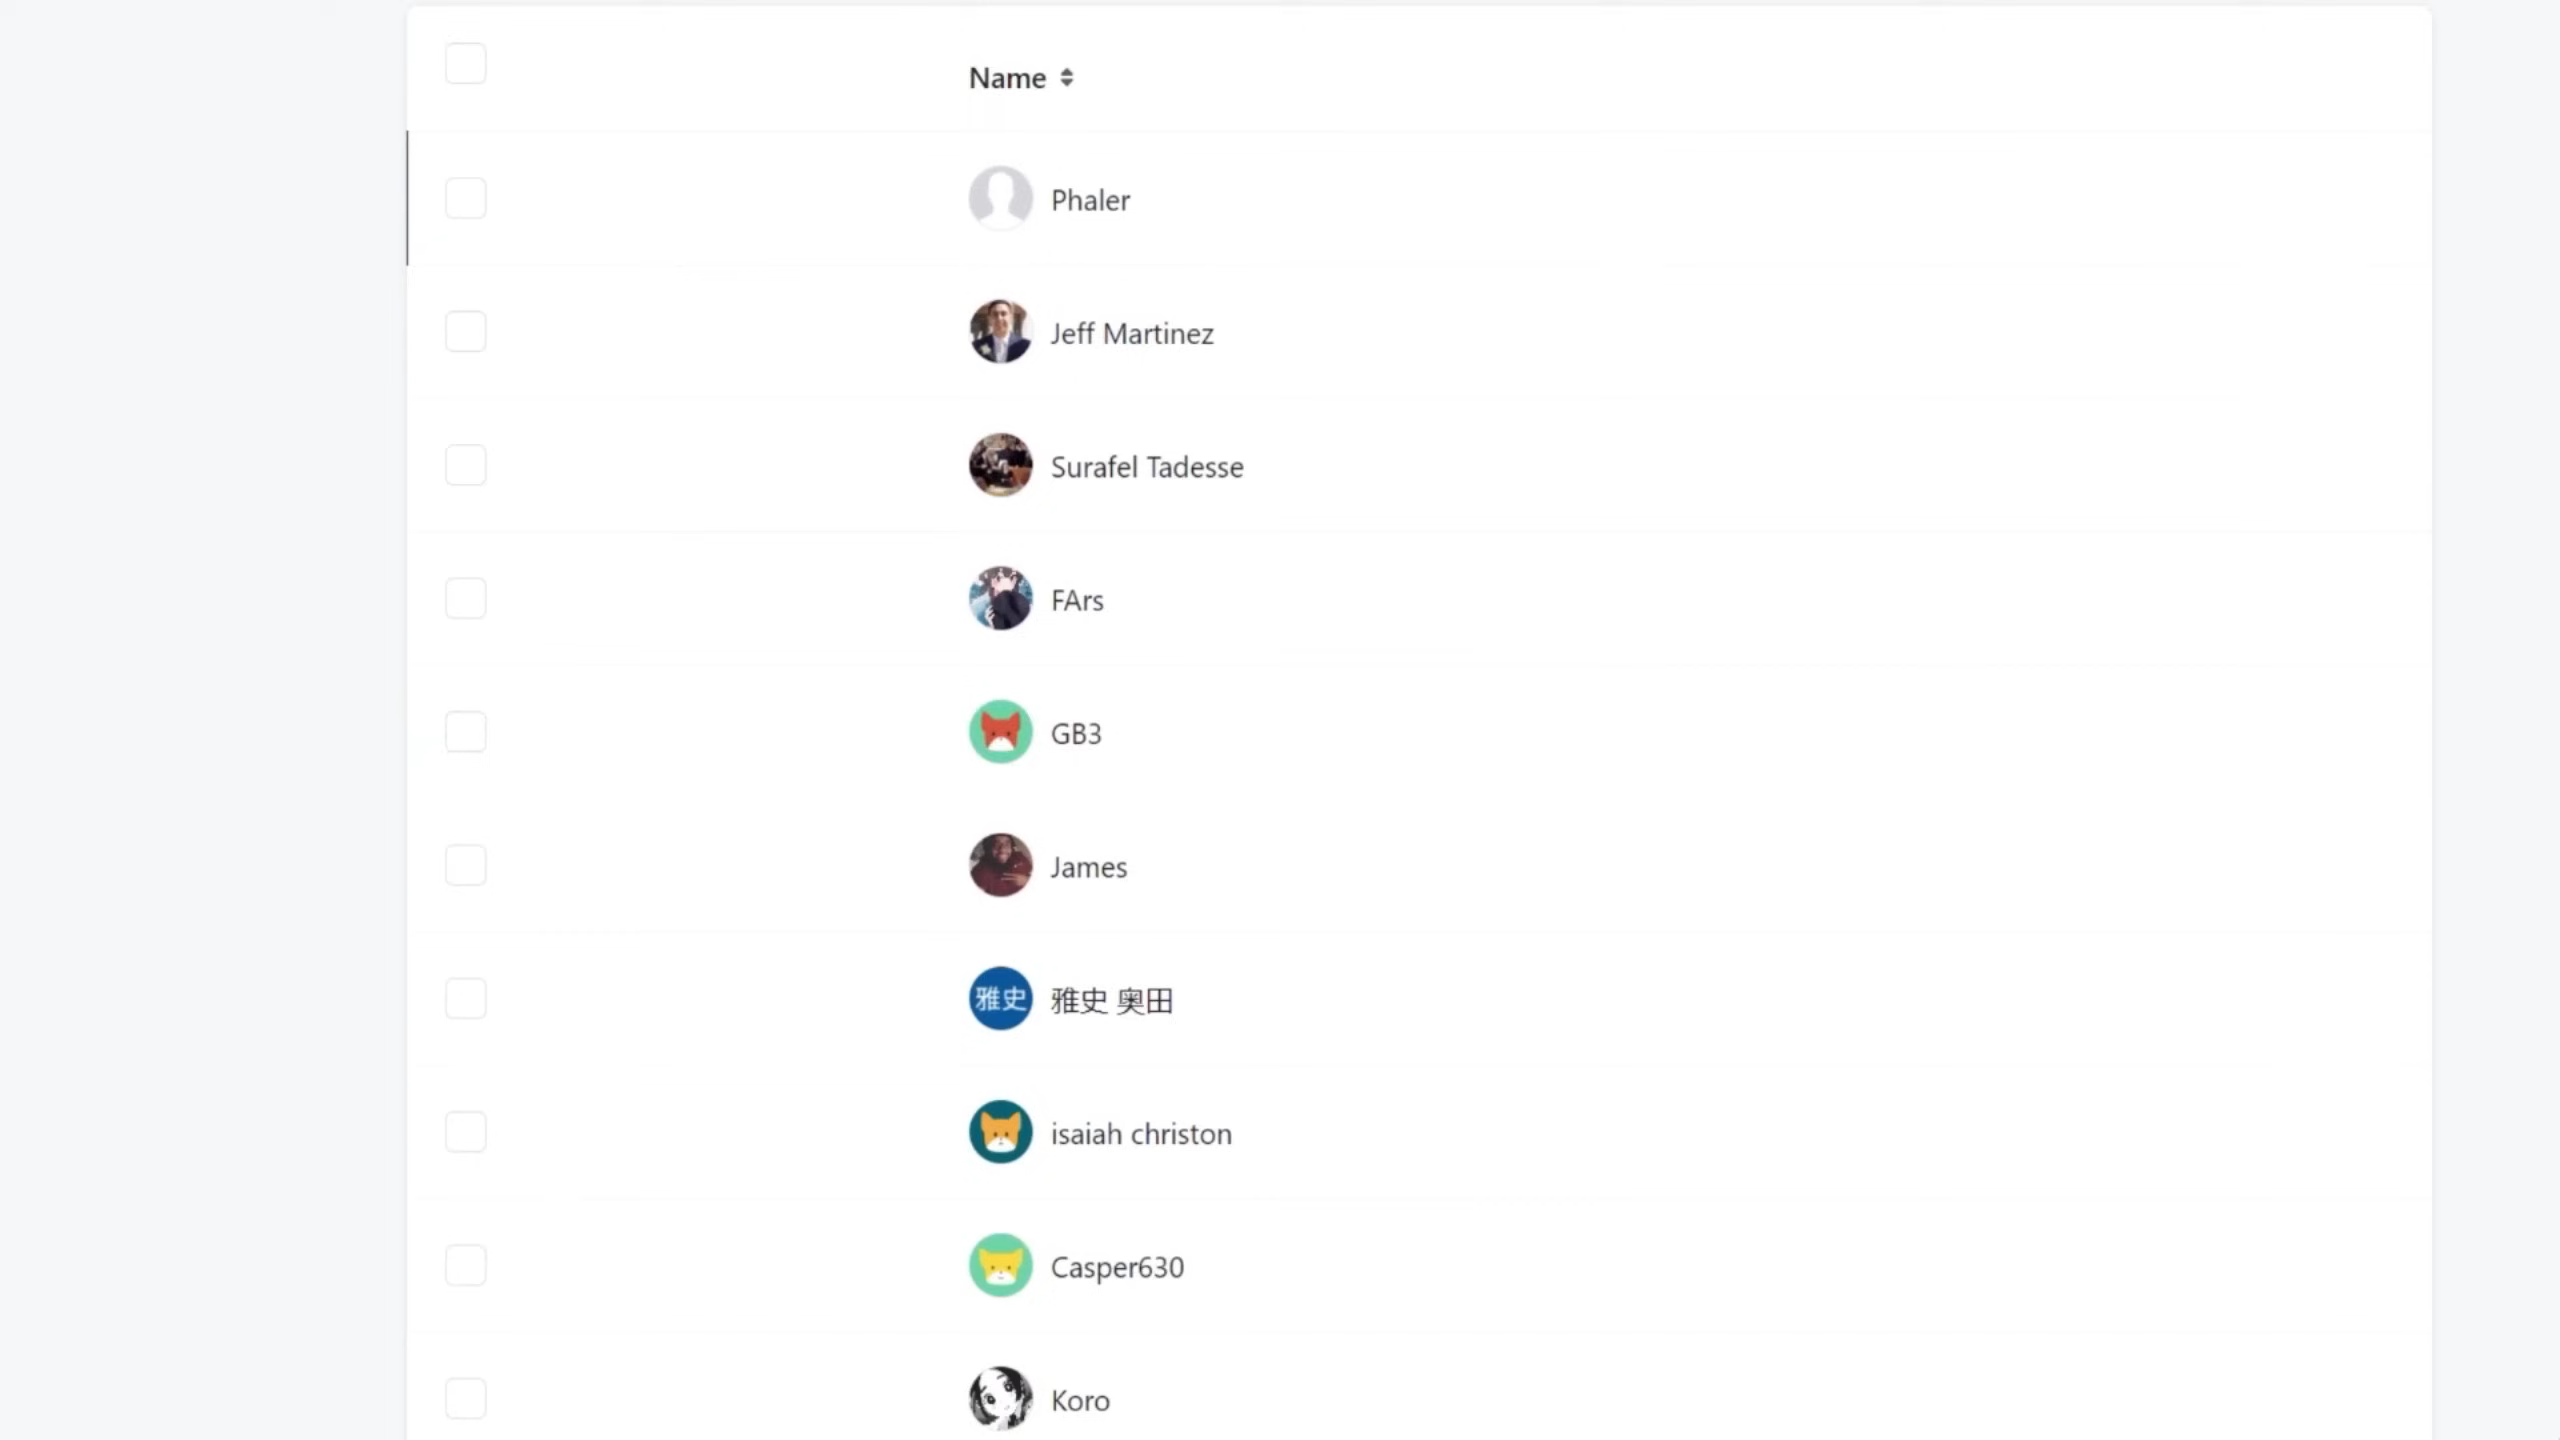 Name
Phaler
Jeff Martinez
Surafel Tadesse
FArs
GB3
James
雅史 雅史 奥田
isaiah christon
Casper630
Koro